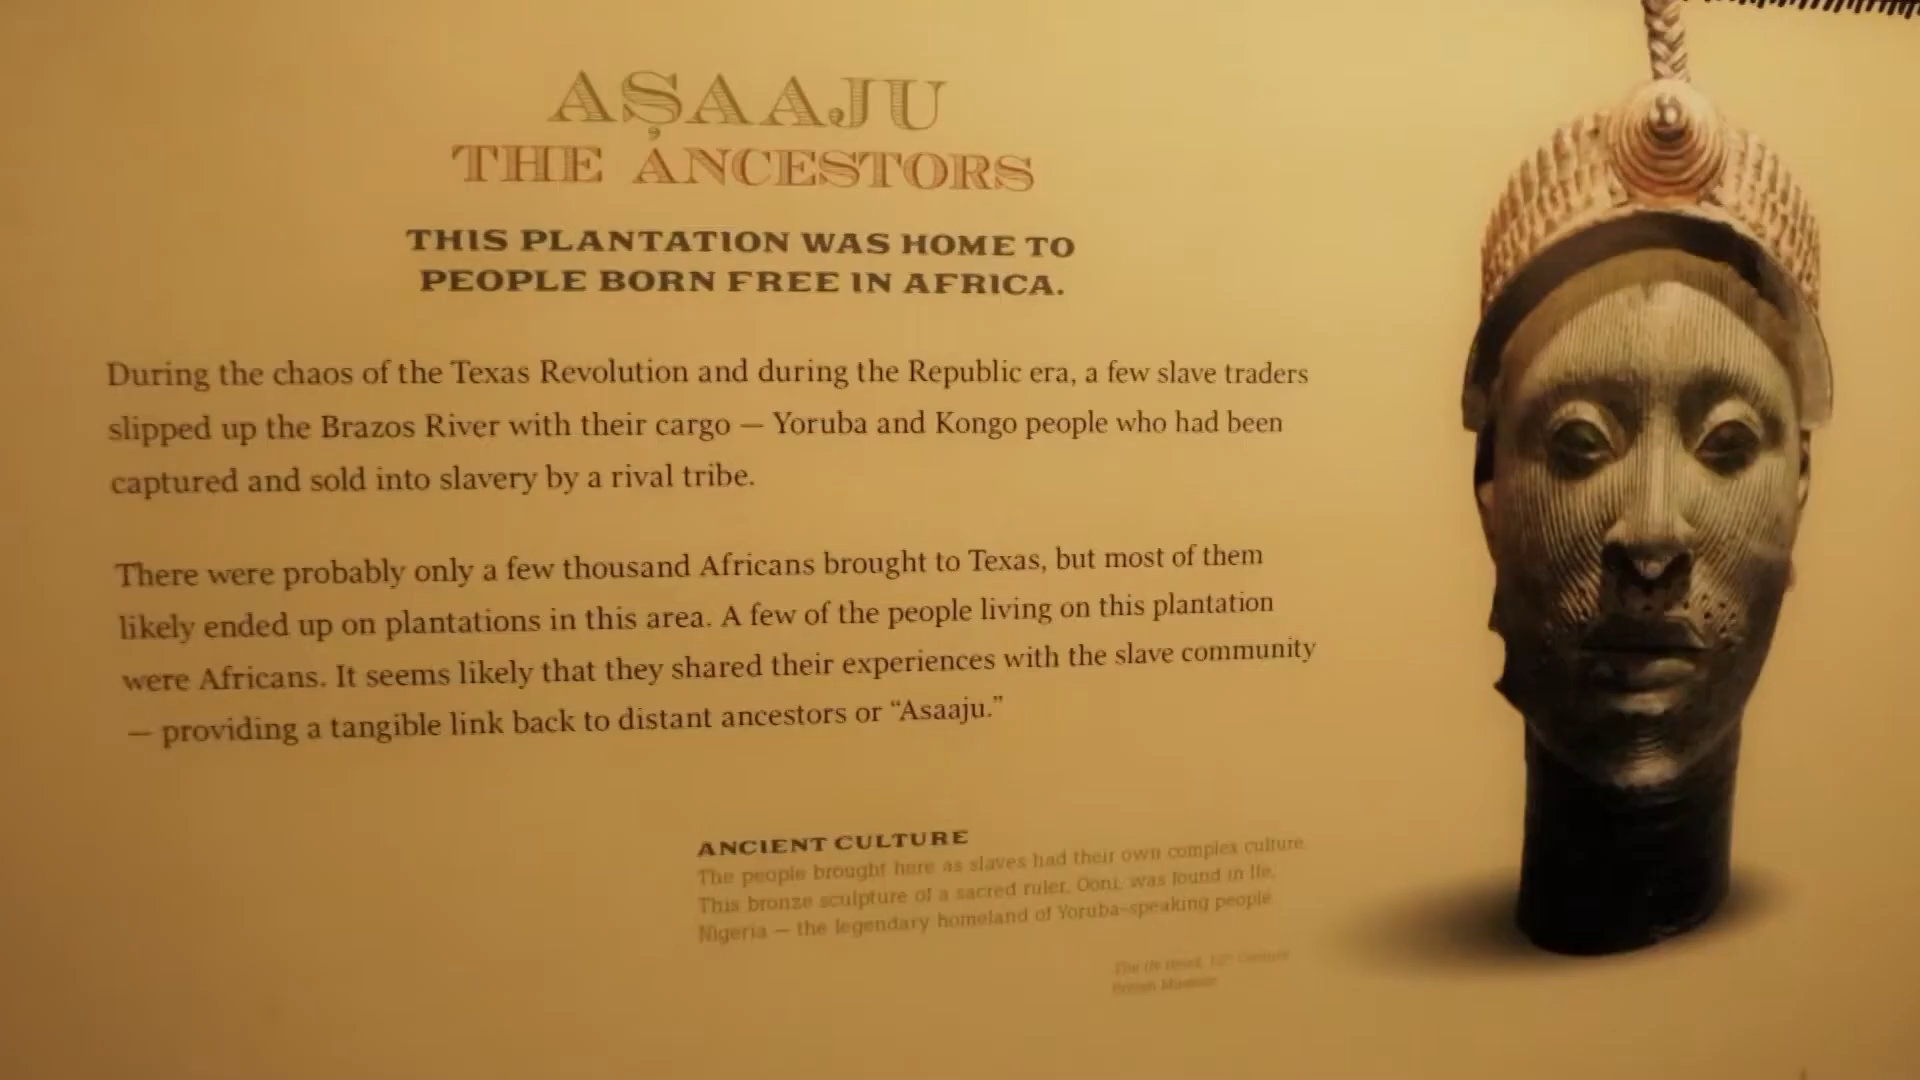 AṢAAJU
THE ANCESTORS
THIS PLANTATION WAS HOME TO
PEOPLE BORN FREE IN AFRICA.
During the chaos of the Texas Revolution and during the Republic era, a few slave traders
slipped up the Brazos River with their cargo — Yoruba and Kongo people who had been
captured and sold into slavery by a rival tribe.
There were probably only a few thousand Africans brought to Texas, but most of them
likely ended up on plantations in this area. A few of the people living on this plantation
were Africans. It seems likely that they shared their experiences with the slave community
— providing a tangible link back to distant ancestors or “Asaaju.”
ANCIENT CULTURE
The people brought here as slaves had their own complex culture.
This bronze sculpture of a sacred ruler, Ooni, was found in Ife,
Nigeria — the legendary homeland of Yoruba-speaking people.
The Ife Head,
British Museum